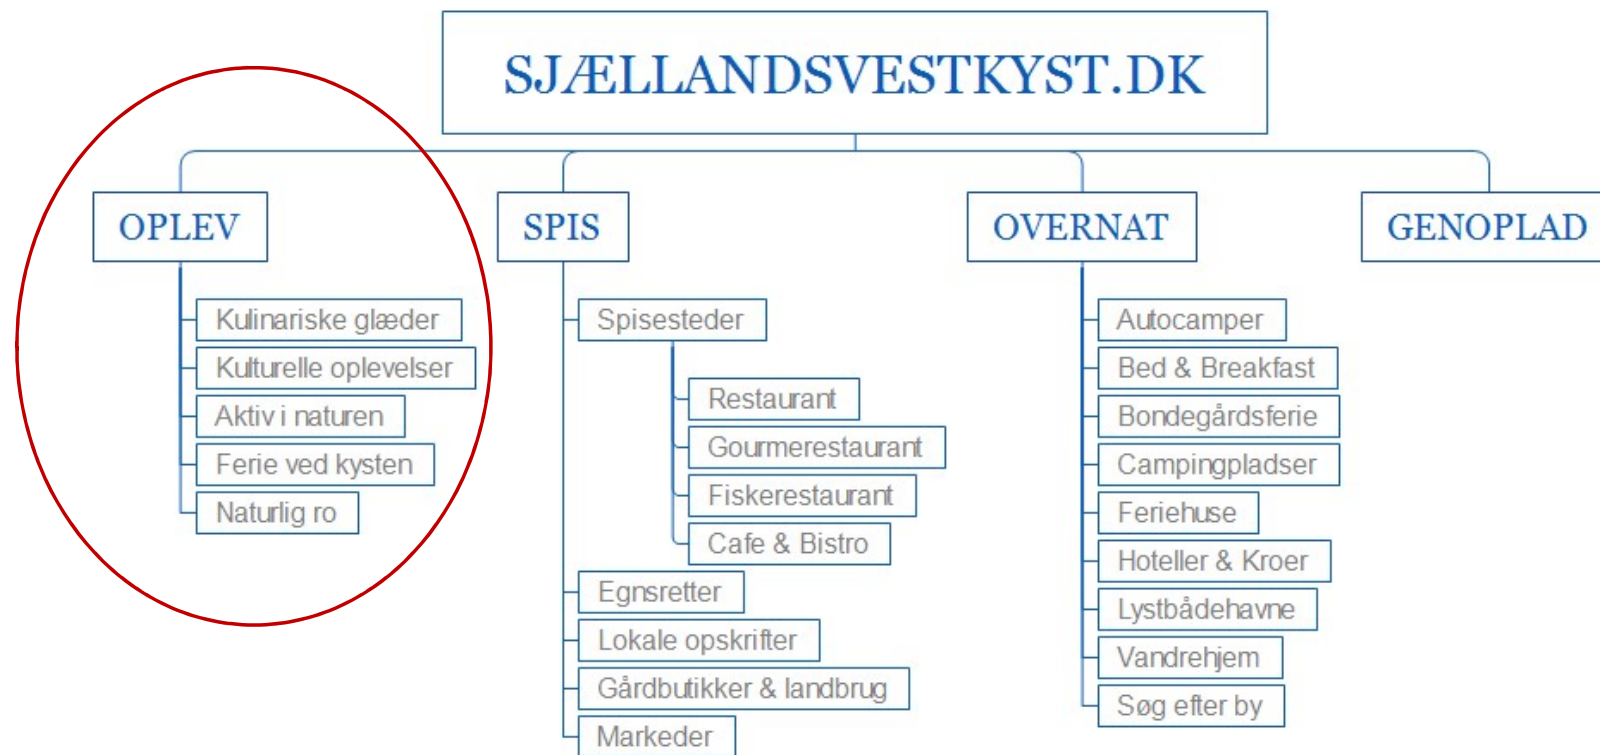 SJÆLLANDSVESTKYST.DK
OPLEV
Kulinariske glæder
Kulturelle oplevelser
Aktiv i naturen
Ferie ved kysten
Naturlig ro
SPIS
Spisesteder
Restaurant
Gourmerestaurant
Fiskerestaurant
Cafe & Bistro
Egnsretter
Lokale opskrifter
Gårdbutikker & landbrug
Markeder
OVERNAT
Autocamper
Bed & Breakfast
Bondegårdsferie
Campingpladser
Feriehuse
Hoteller & Kroer
Lystbådehavne
Vandrehjem
Søg efter by
GENOPLAD